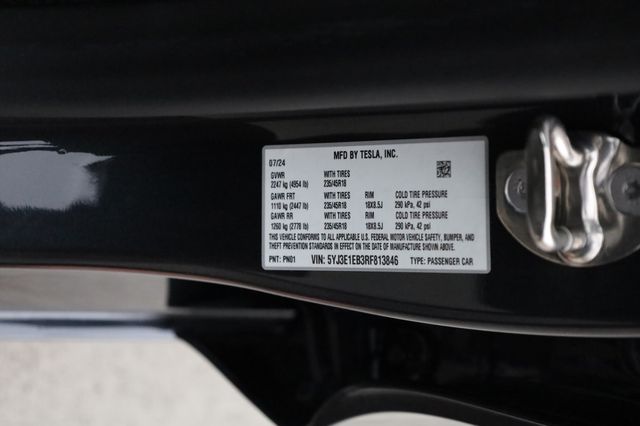 MFD BY TESLA, INC.
07/24
GVWR WITH TIRES
2247 kg (4954 lb) 235/45R18
GAWR FRT WITH TIRES RIM COLD TIRE PRESSURE
1110 kg (2447 lb) 235/45R18 18X8.5J 290 kPa, 42 psi
GAWR RR WITH TIRES RIM COLD TIRE PRESSURE
1260 kg (2778 lb) 235/45R18 18X8.5J 290 kPa, 42 psi
THIS VEHICLE CONFORMS TO ALL APPLICABLE U.S. FEDERAL MOTOR VEHICLE SAFETY, BUMPER, AND
THEFT PREVENTION STANDARDS IN EFFECT ON THE DATE OF MANUFACTURE SHOWN ABOVE.
PNT: PN01 VIN: 5YJ3E1EB3RF813846 TYPE: PASSENGER CAR